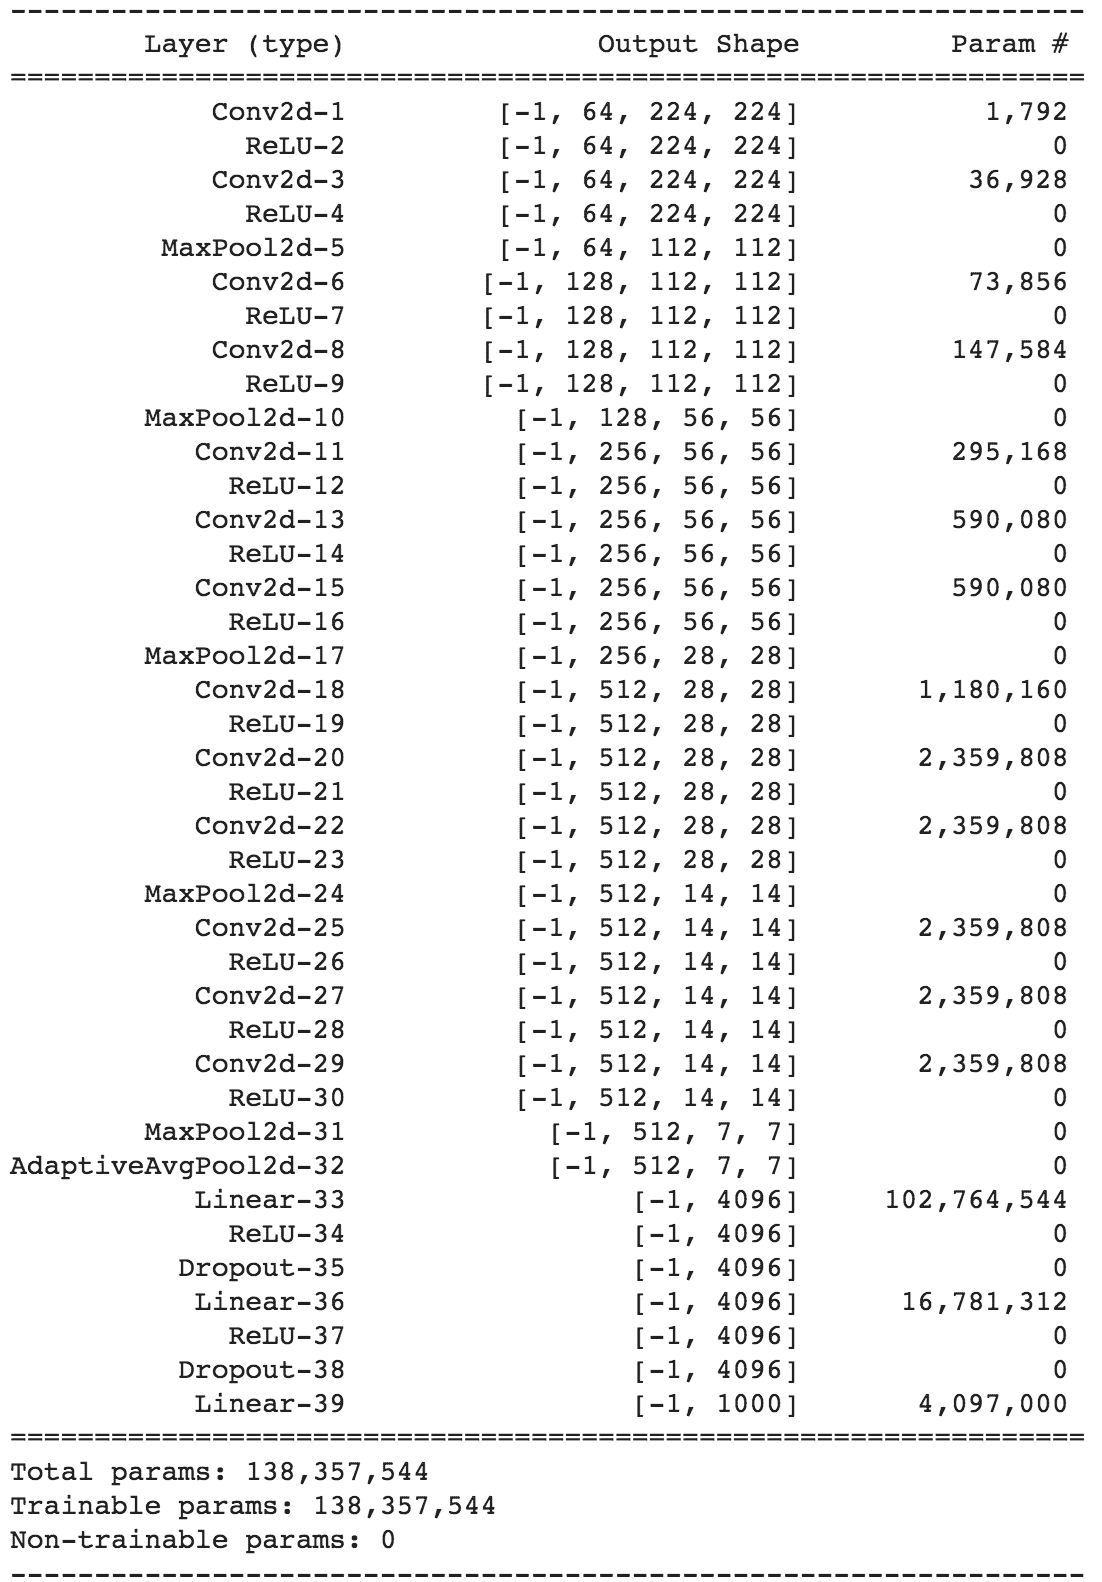 ----------------------------------------------------------------
        Layer (type)               Output Shape         Param #
================================================================
            Conv2d-1         [-1, 64, 224, 224]           1,792
              ReLU-2         [-1, 64, 224, 224]               0
            Conv2d-3         [-1, 64, 224, 224]          36,928
              ReLU-4         [-1, 64, 224, 224]               0
         MaxPool2d-5         [-1, 64, 112, 112]               0
            Conv2d-6        [-1, 128, 112, 112]          73,856
              ReLU-7        [-1, 128, 112, 112]               0
            Conv2d-8        [-1, 128, 112, 112]         147,584
              ReLU-9        [-1, 128, 112, 112]               0
        MaxPool2d-10          [-1, 128, 56, 56]               0
           Conv2d-11          [-1, 256, 56, 56]         295,168
             ReLU-12          [-1, 256, 56, 56]               0
           Conv2d-13          [-1, 256, 56, 56]         590,080
             ReLU-14          [-1, 256, 56, 56]               0
           Conv2d-15          [-1, 256, 56, 56]         590,080
             ReLU-16          [-1, 256, 56, 56]               0
        MaxPool2d-17          [-1, 256, 28, 28]               0
           Conv2d-18          [-1, 512, 28, 28]       1,180,160
             ReLU-19          [-1, 512, 28, 28]               0
           Conv2d-20          [-1, 512, 28, 28]       2,359,808
             ReLU-21          [-1, 512, 28, 28]               0
           Conv2d-22          [-1, 512, 28, 28]       2,359,808
             ReLU-23          [-1, 512, 28, 28]               0
        MaxPool2d-24          [-1, 512, 14, 14]               0
           Conv2d-25          [-1, 512, 14, 14]       2,359,808
             ReLU-26          [-1, 512, 14, 14]               0
           Conv2d-27          [-1, 512, 14, 14]       2,359,808
             ReLU-28          [-1, 512, 14, 14]               0
           Conv2d-29          [-1, 512, 14, 14]       2,359,808
             ReLU-30          [-1, 512, 14, 14]               0
        MaxPool2d-31            [-1, 512, 7, 7]               0
AdaptiveAvgPool2d-32            [-1, 512, 7, 7]               0
           Linear-33                 [-1, 4096]     102,764,544
             ReLU-34                 [-1, 4096]               0
          Dropout-35                 [-1, 4096]               0
           Linear-36                 [-1, 4096]      16,781,312
             ReLU-37                 [-1, 4096]               0
          Dropout-38                 [-1, 4096]               0
           Linear-39                 [-1, 1000]       4,097,000
================================================================
Total params: 138,357,544
Trainable params: 138,357,544
Non-trainable params: 0
----------------------------------------------------------------